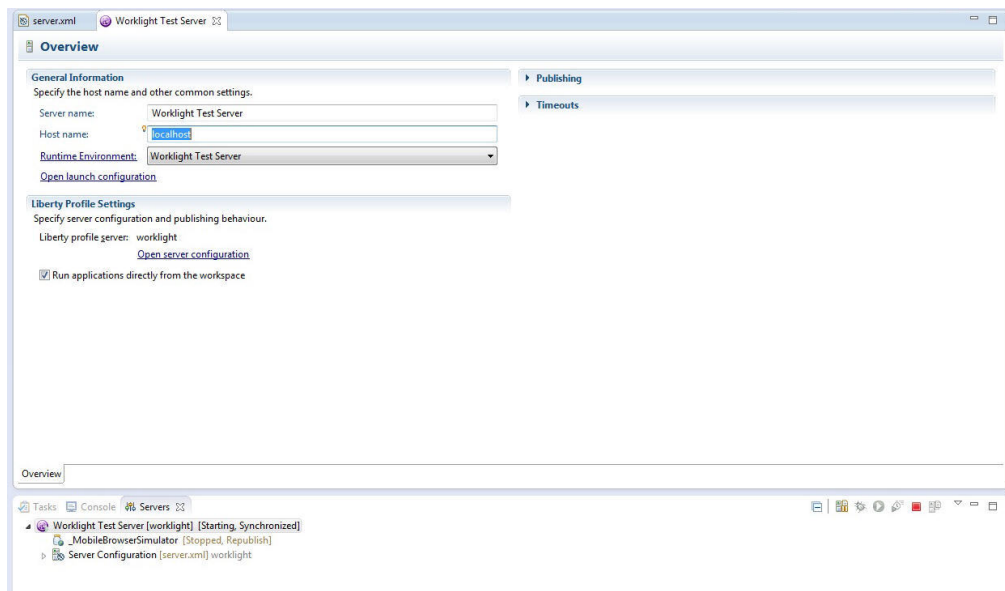 server.xml
Worklight Test Server
Overview
General Information
Specify the host name and other common settings.
Server name: Worklight Test Server
Host name: localhost
Runtime Environment: Worklight Test Server
Open launch configuration
Liberty Profile Settings
Specify server configuration and publishing behaviour.
Liberty profile server: worklight
Open server configuration
Run applications directly from the workspace
Publishing
Timeouts
Overview
Tasks Console Servers
Worklight Test Server [worklight] [Starting, Synchronized]
_MobileBrowserSimulator [Stopped, Republish]
Server Configuration [server.xml] worklight